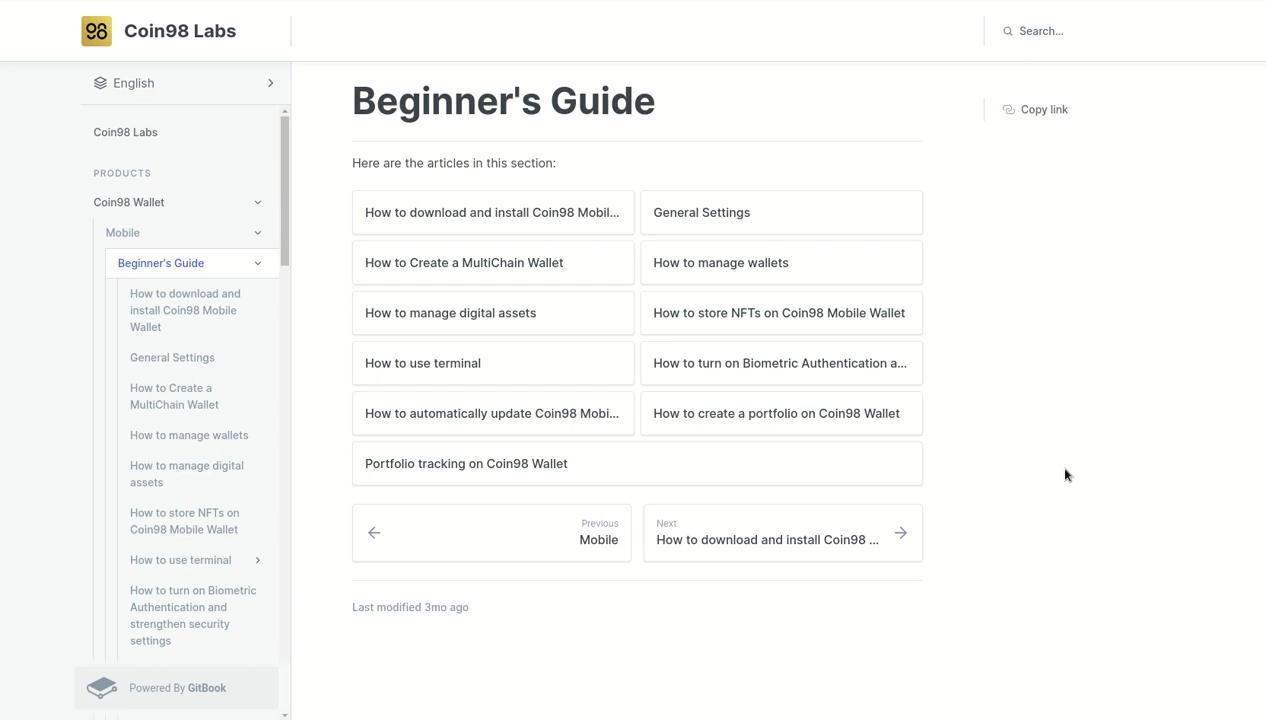 Coin98 Labs
Search...
English
Coin98 Labs
PRODUCTS
Coin98 Wallet
Mobile
Beginner's Guide
How to download and
install Coin98 Mobile
Wallet
General Settings
How to Create a
MultiChain Wallet
How to manage wallets
How to manage digital
assets
How to store NFTs on
Coin98 Mobile Wallet
How to use terminal
How to turn on Biometric
Authentication and
strengthen security
settings
Powered By GitBook
Beginner's Guide
Copy link
Here are the articles in this section:
How to download and install Coin98 Mobil...
General Settings
How to Create a MultiChain Wallet
How to manage wallets
How to manage digital assets
How to store NFTs on Coin98 Mobile Wallet
How to use terminal
How to turn on Biometric Authentication a...
How to automatically update Coin98 Mobi...
How to create a portfolio on Coin98 Wallet
Portfolio tracking on Coin98 Wallet
Previous
Mobile
Next
How to download and install Coin98 ...
Last modified 3mo ago